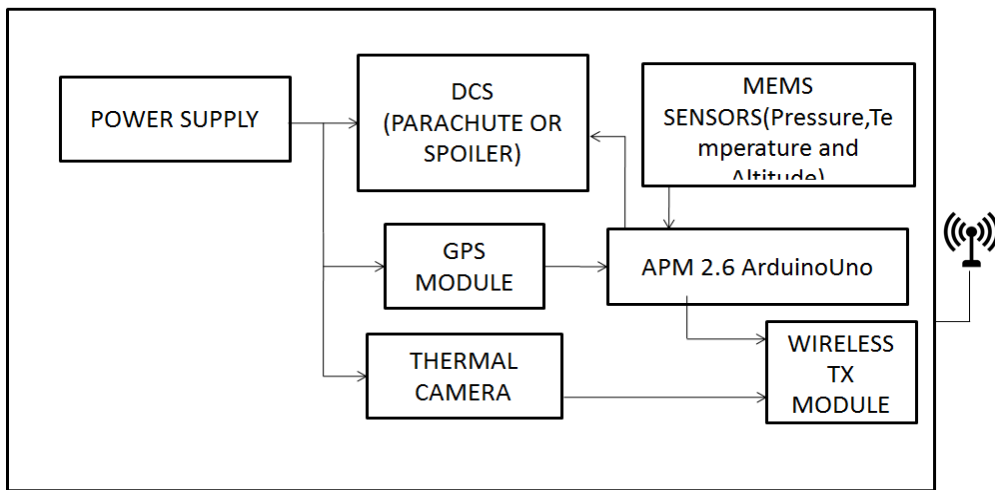 POWER SUPPLY
DCS
(PARACHUTE OR
SPOILER)
MEMS
SENSORS(Pressure,Te
mperature and
Altitude)
GPS
MODULE
APM 2.6 ArduinoUno
THERMAL
CAMERA
WIRELESS
TX
MODULE